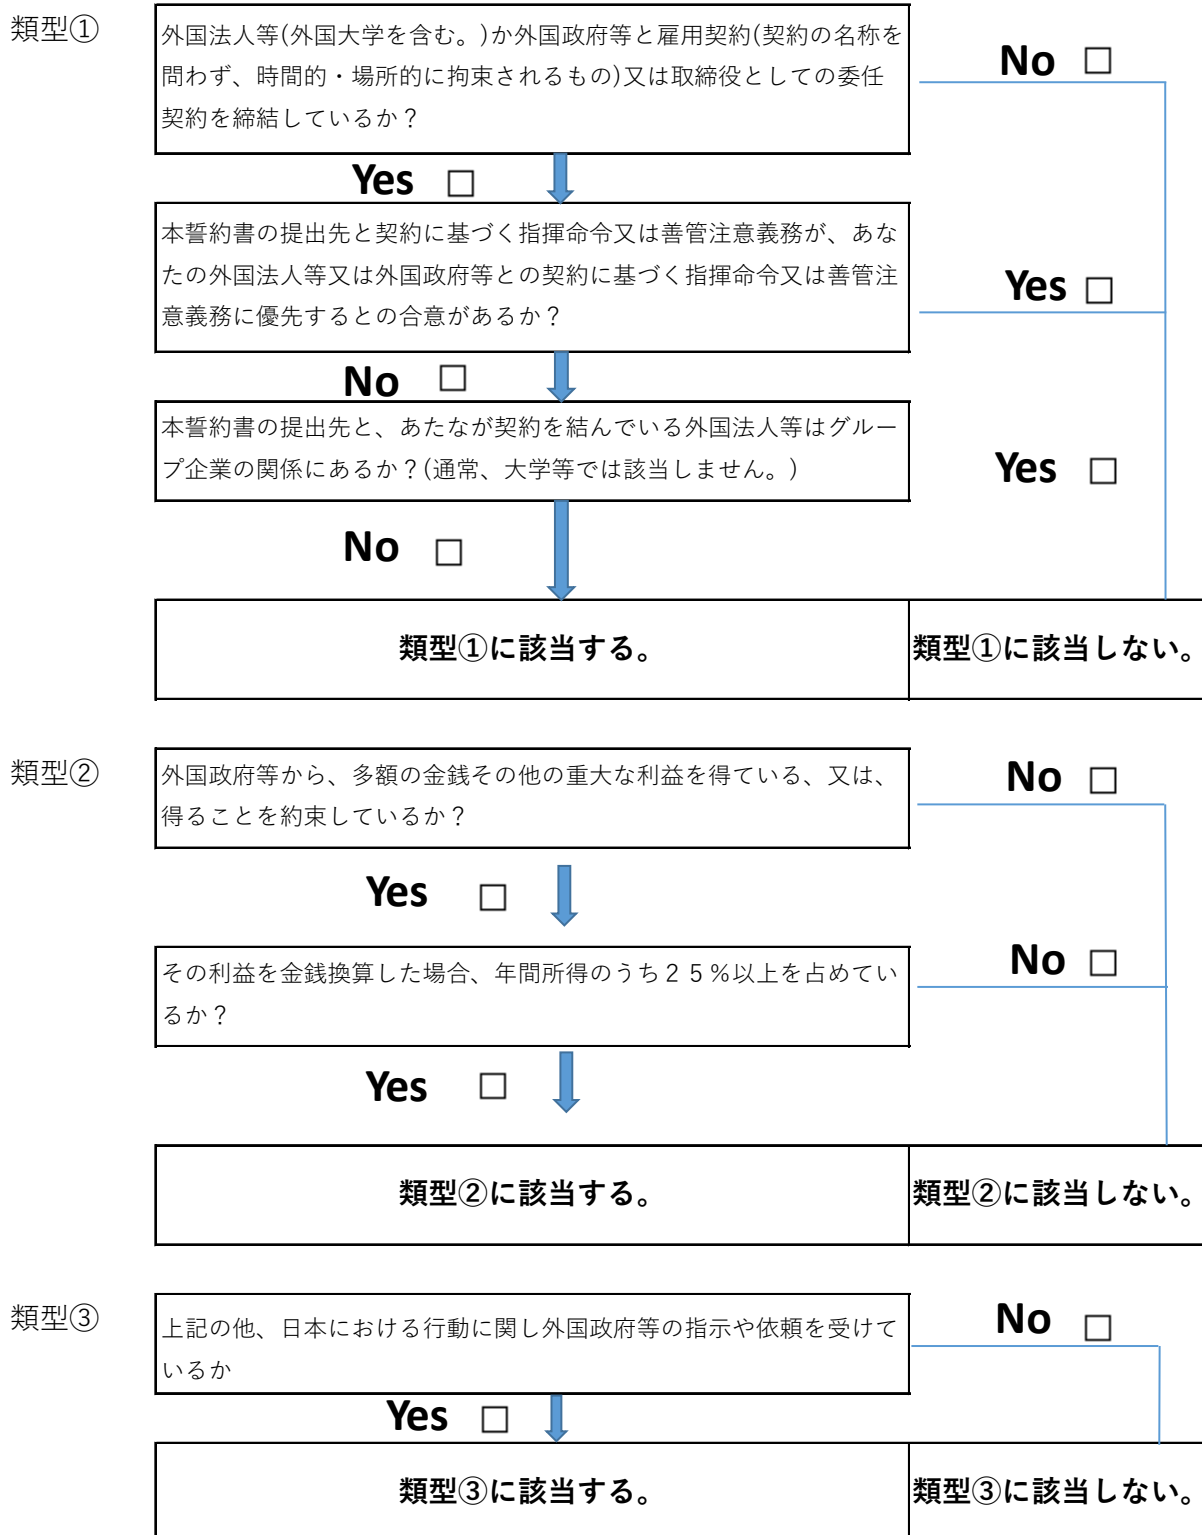 類型①
外国法人等(外国大学を含む。)か外国政府等と雇用契約(契約の名称を
問わず、時間的・場所的に拘束されるもの)又は取締役としての委任
契約を締結しているか？
No □
Yes □
本誓約書の提出先と契約に基づく指揮命令又は善管注意義務が、あな
たの外国法人等又は外国政府等との契約に基づく指揮命令又は善管注
意義務に優先するとの合意があるか？
Yes □
No □
本誓約書の提出先と、あたなが契約を結んでいる外国法人等はグルー
プ企業の関係にあるか？(通常、大学等では該当しません。)
Yes □
No □
類型①に該当する。
類型①に該当しない。
類型②
外国政府等から、多額の金銭その他の重大な利益を得ている、又は、
得ることを約束しているか？
No □
Yes □
その利益を金銭換算した場合、年間所得のうち２５％以上を占めてい
るか？
No □
Yes □
類型②に該当する。
類型②に該当しない。
類型③
上記の他、日本における行動に関し外国政府等の指示や依頼を受けて
いるか
No □
Yes □
類型③に該当する。
類型③に該当しない。